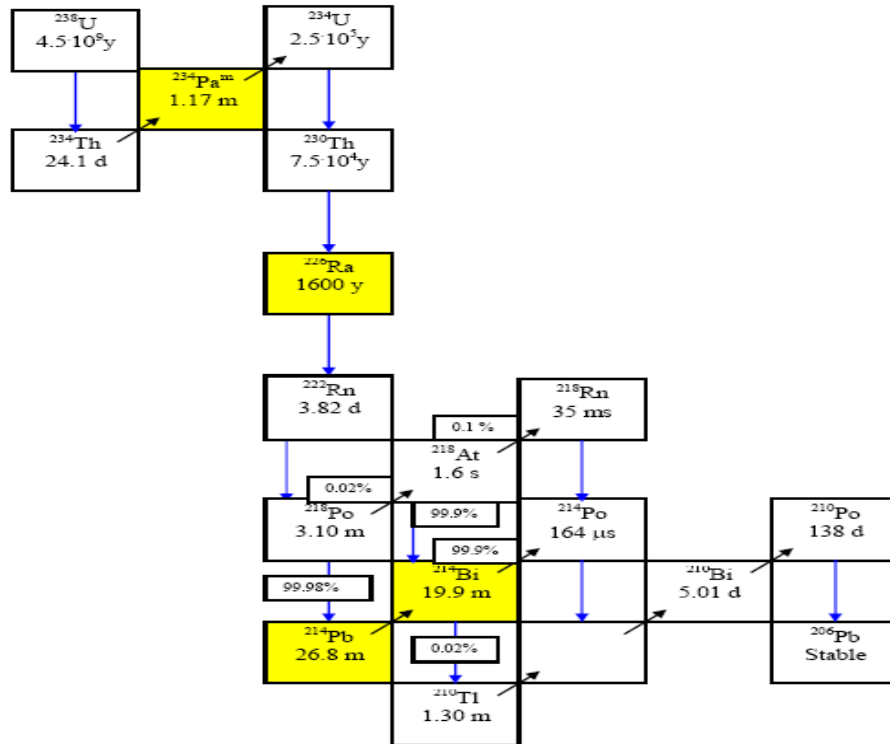 ²³⁸U
4.5·10⁹y
²³⁴U
2.5·10⁵y
²³⁴Paᵐ
1.17 m
²³⁴Th
24.1 d
²³⁰Th
7.5·10⁴y
²²⁶Ra
1600 y
²²²Rn
3.82 d
²¹⁸Rn
35 ms
0.1 %
²¹⁸At
1.6 s
0.02%
²¹⁸Po
3.10 m
99.9%
²¹⁴Po
164 μs
²¹⁰Po
138 d
99.9%
²¹⁴Bi
19.9 m
²¹⁰Bi
5.01 d
99.98%
²¹⁴Pb
26.8 m
0.02%
²⁰⁶Pb
Stable
²¹⁰Tl
1.30 m